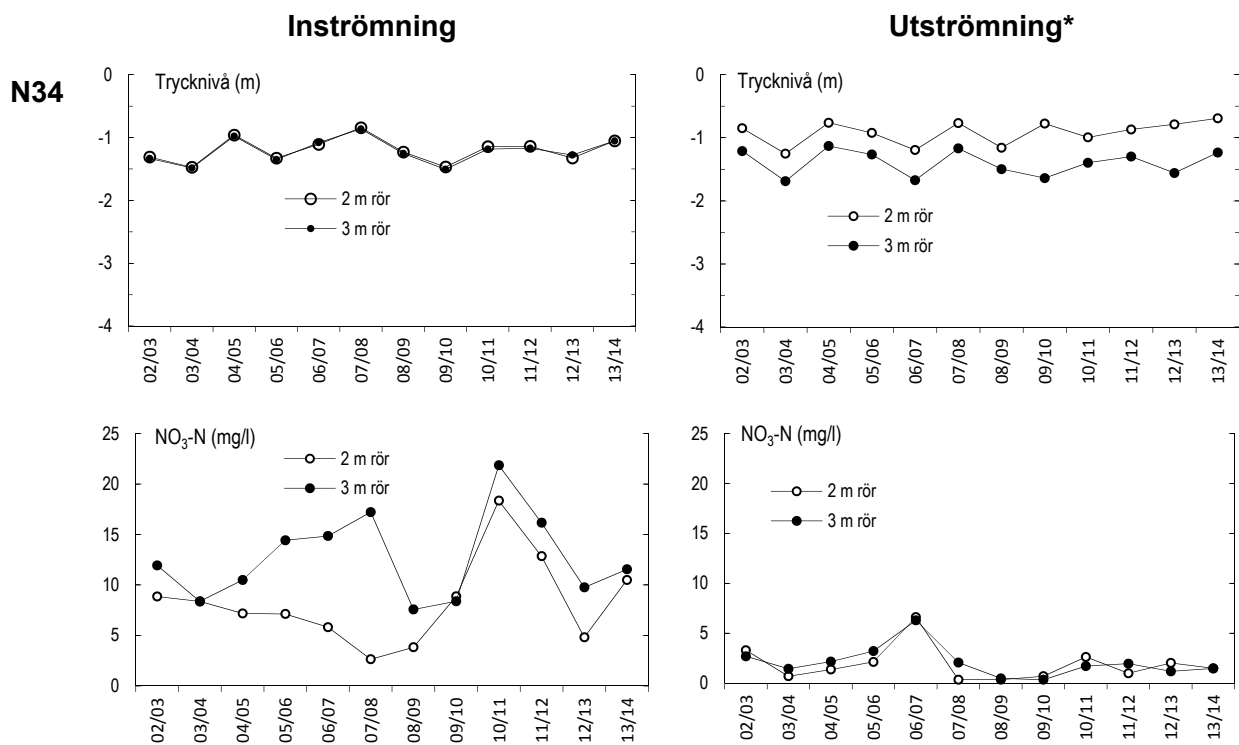 Inströmning
Utströmning*
N34
Trycknivå (m)
0
-1
-2
-3
-4
2 m rör
3 m rör
02/03 03/04 04/05 05/06 06/07 07/08 08/09 09/10 10/11 11/12 12/13 13/14
Trycknivå (m)
0
-1
-2
-3
-4
2 m rör
3 m rör
02/03 03/04 04/05 05/06 06/07 07/08 08/09 09/10 10/11 11/12 12/13 13/14
NO₃-N (mg/l)
25
20
15
10
5
0
2 m rör
3 m rör
02/03 03/04 04/05 05/06 06/07 07/08 08/09 09/10 10/11 11/12 12/13 13/14
NO₃-N (mg/l)
25
20
15
10
5
0
2 m rör
3 m rör
02/03 03/04 04/05 05/06 06/07 07/08 08/09 09/10 10/11 11/12 12/13 13/14